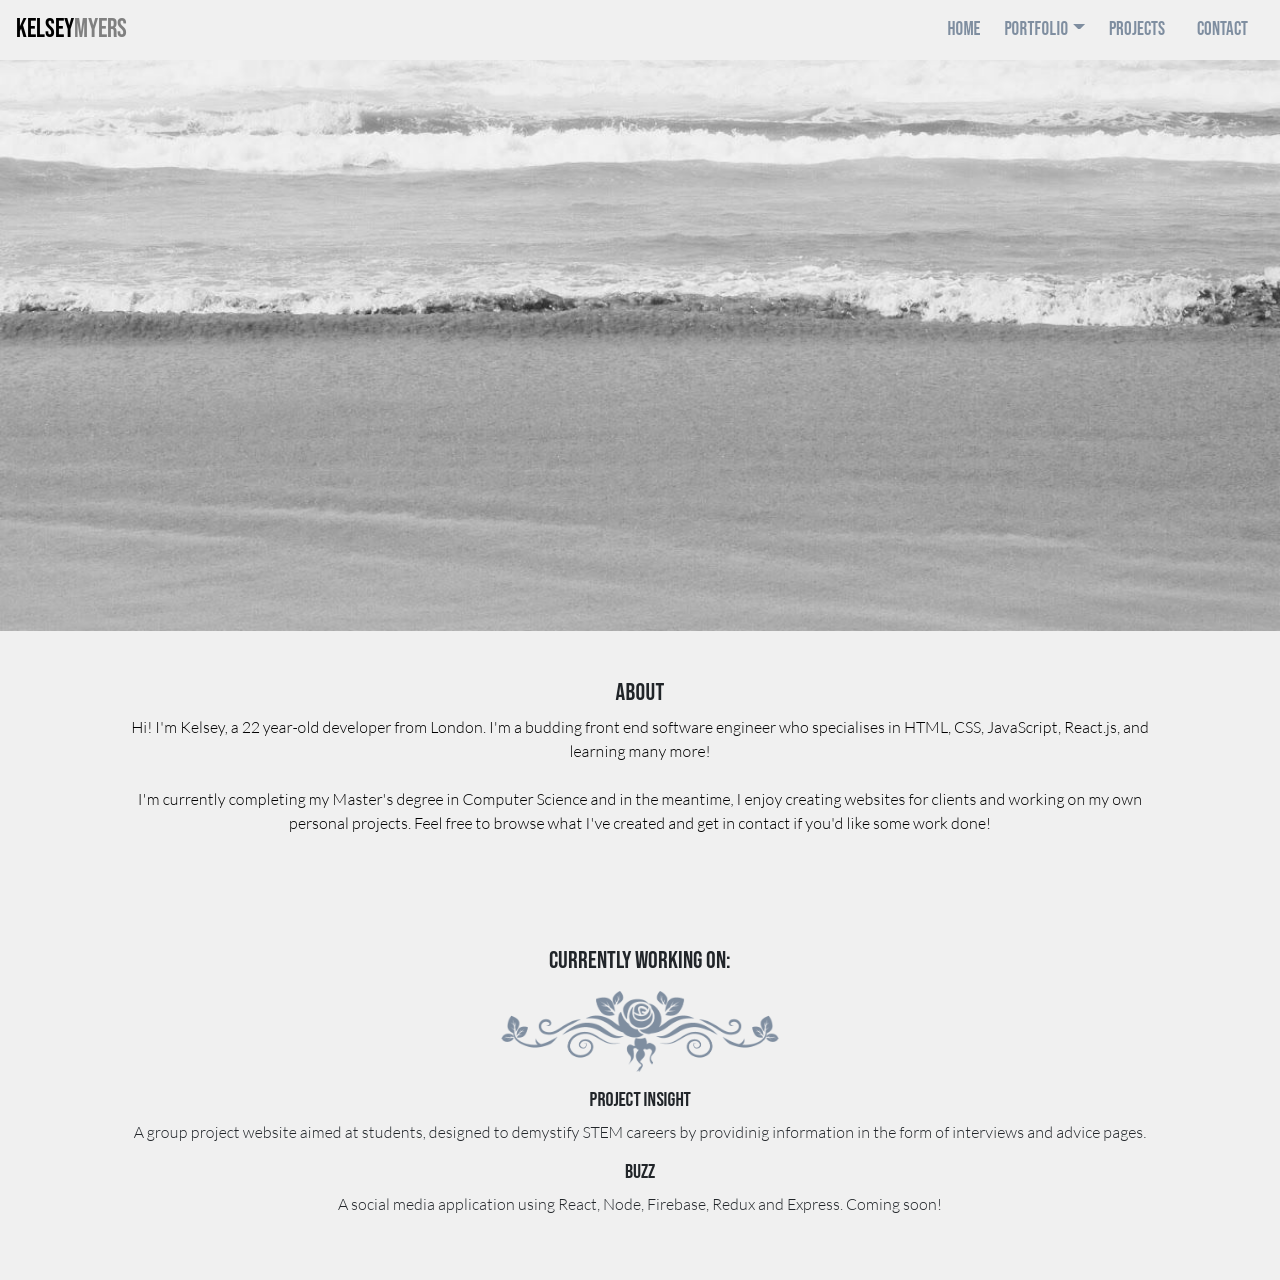 KELSEYMYERS
HOME PORTFOLIO PROJECTS CONTACT
ABOUT
Hi! I'm Kelsey, a 22 year-old developer from London. I'm a budding front end software engineer who specialises in HTML, CSS, JavaScript, React.js, and
learning many more!
I'm currently completing my Master's degree in Computer Science and in the meantime, I enjoy creating websites for clients and working on my own
personal projects. Feel free to browse what I've created and get in contact if you'd like some work done!
CURRENTLY WORKING ON:
PROJECT INSIGHT
A group project website aimed at students, designed to demystify STEM careers by providinig information in the form of interviews and advice pages.
BUZZ
A social media application using React, Node, Firebase, Redux and Express. Coming soon!